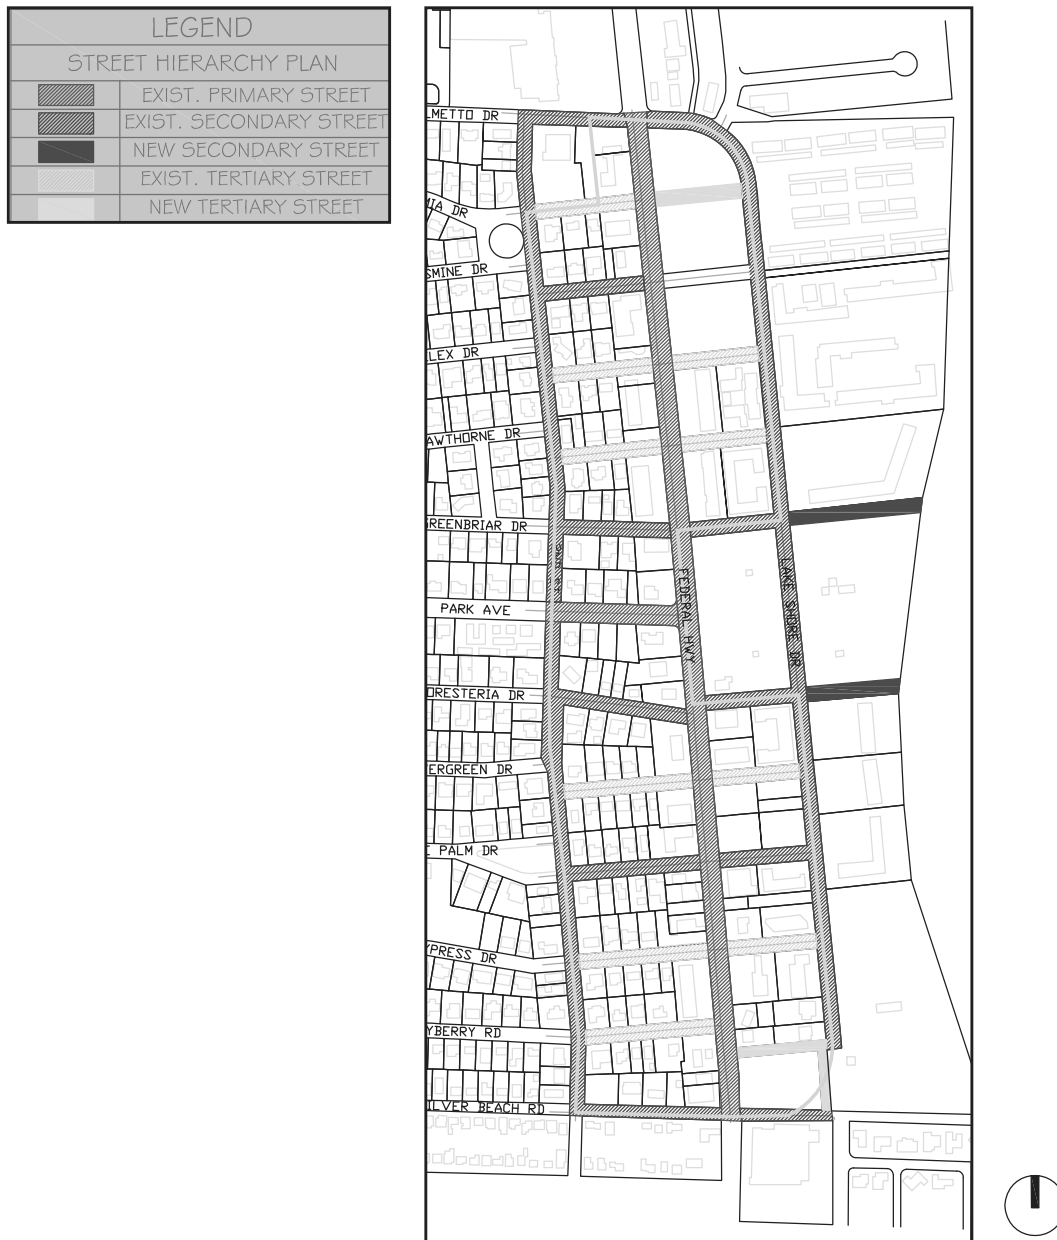 LEGEND
STREET HIERARCHY PLAN
EXIST. PRIMARY STREET
EXIST. SECONDARY STREET
NEW SECONDARY STREET
EXIST. TERTIARY STREET
NEW TERTIARY STREET
LMETTO DR
MIA DR
SMINE DR
LEX DR
AWTHORNE DR
GREENBRIAR DR
PARK AVE
FEDERAL HWY
LAKE SHORE DR
ORESTERIA DR
ERGREEN DR
E PALM DR
YPRESS DR
YBERRY RD
ILVER BEACH RD